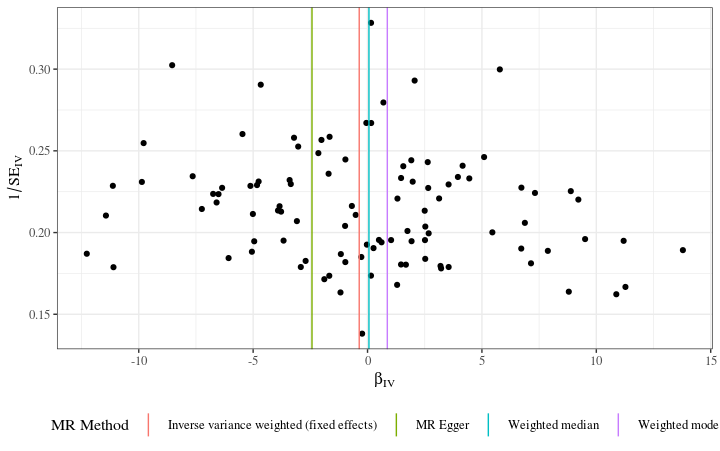 0.30
0.25
0.20
0.15
1/SE_IV
-10
-5
0
5
10
15
β_IV
MR Method
Inverse variance weighted (fixed effects)
MR Egger
Weighted median
Weighted mode